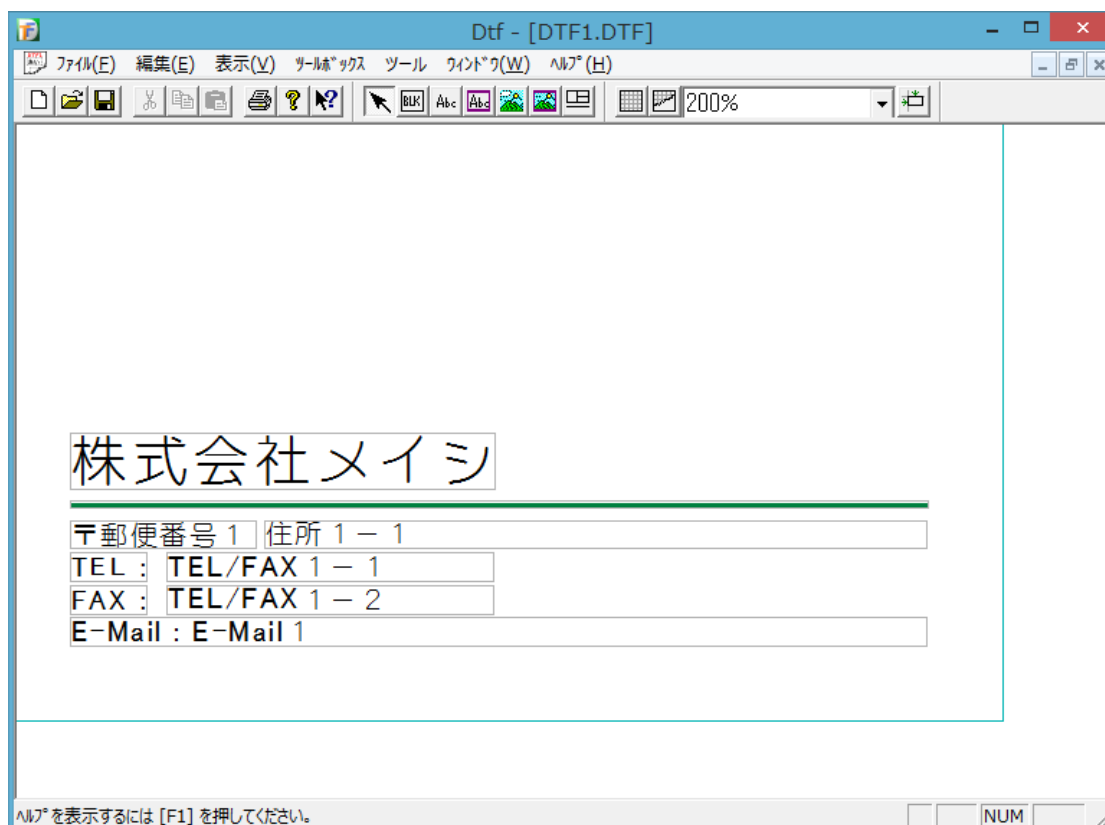 Dtf - [DTF1.DTF]
ﾌｧｲﾙ(F) 編集(E) 表示(V) ﾂｰﾙﾎﾞｯｸｽ ツール ｳｨﾝﾄﾞｳ(W) ﾍﾙﾌﾟ(H)
BLK Abc Abc 200%
株式会社メイシ
〒郵便番号１ 住所１－１
TEL： TEL/FAX１－１
FAX： TEL/FAX１－２
E-Mail：E-Mail１
ﾍﾙﾌﾟを表示するには [F1] を押してください。 NUM